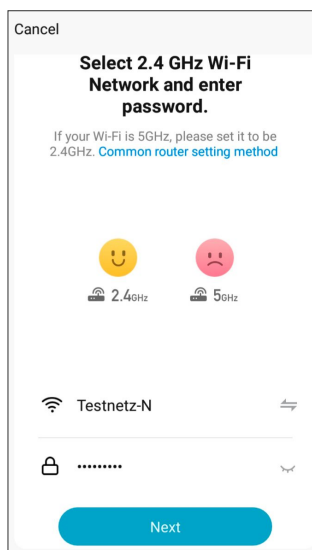 Cancel
Select 2.4 GHz Wi-Fi
Network and enter
password.
If your Wi-Fi is 5GHz, please set it to be
2.4GHz. Common router setting method
2.4GHz 5GHz
Testnetz-N
•••••••••
Next